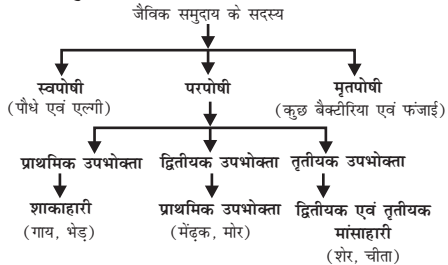 जैविक समुदाय के सदस्य
स्वपोषी परपोषी मृतपोषी
(पौधे एवं एल्गी) (कुछ बैक्टीरिया एवं फंजाई)
प्राथमिक उपभोक्ता द्वितीयक उपभोक्ता तृतीयक उपभोक्ता
शाकाहारी प्राथमिक उपभोक्ता द्वितीयक एवं तृतीयक
(गाय, भेड़) (मेंढ़क, मोर) मांसाहारी
(शेर, चीता)